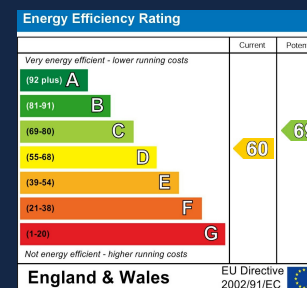 Energy Efficiency Rating
Current
Very energy efficient - lower running costs
(92 plus) A
(81-91) B
(69-80) C
(55-68) D
(39-54) E
(21-38) F
(1-20) G
60
Not energy efficient - higher running costs
England & Wales
EU Directive
2002/91/EC